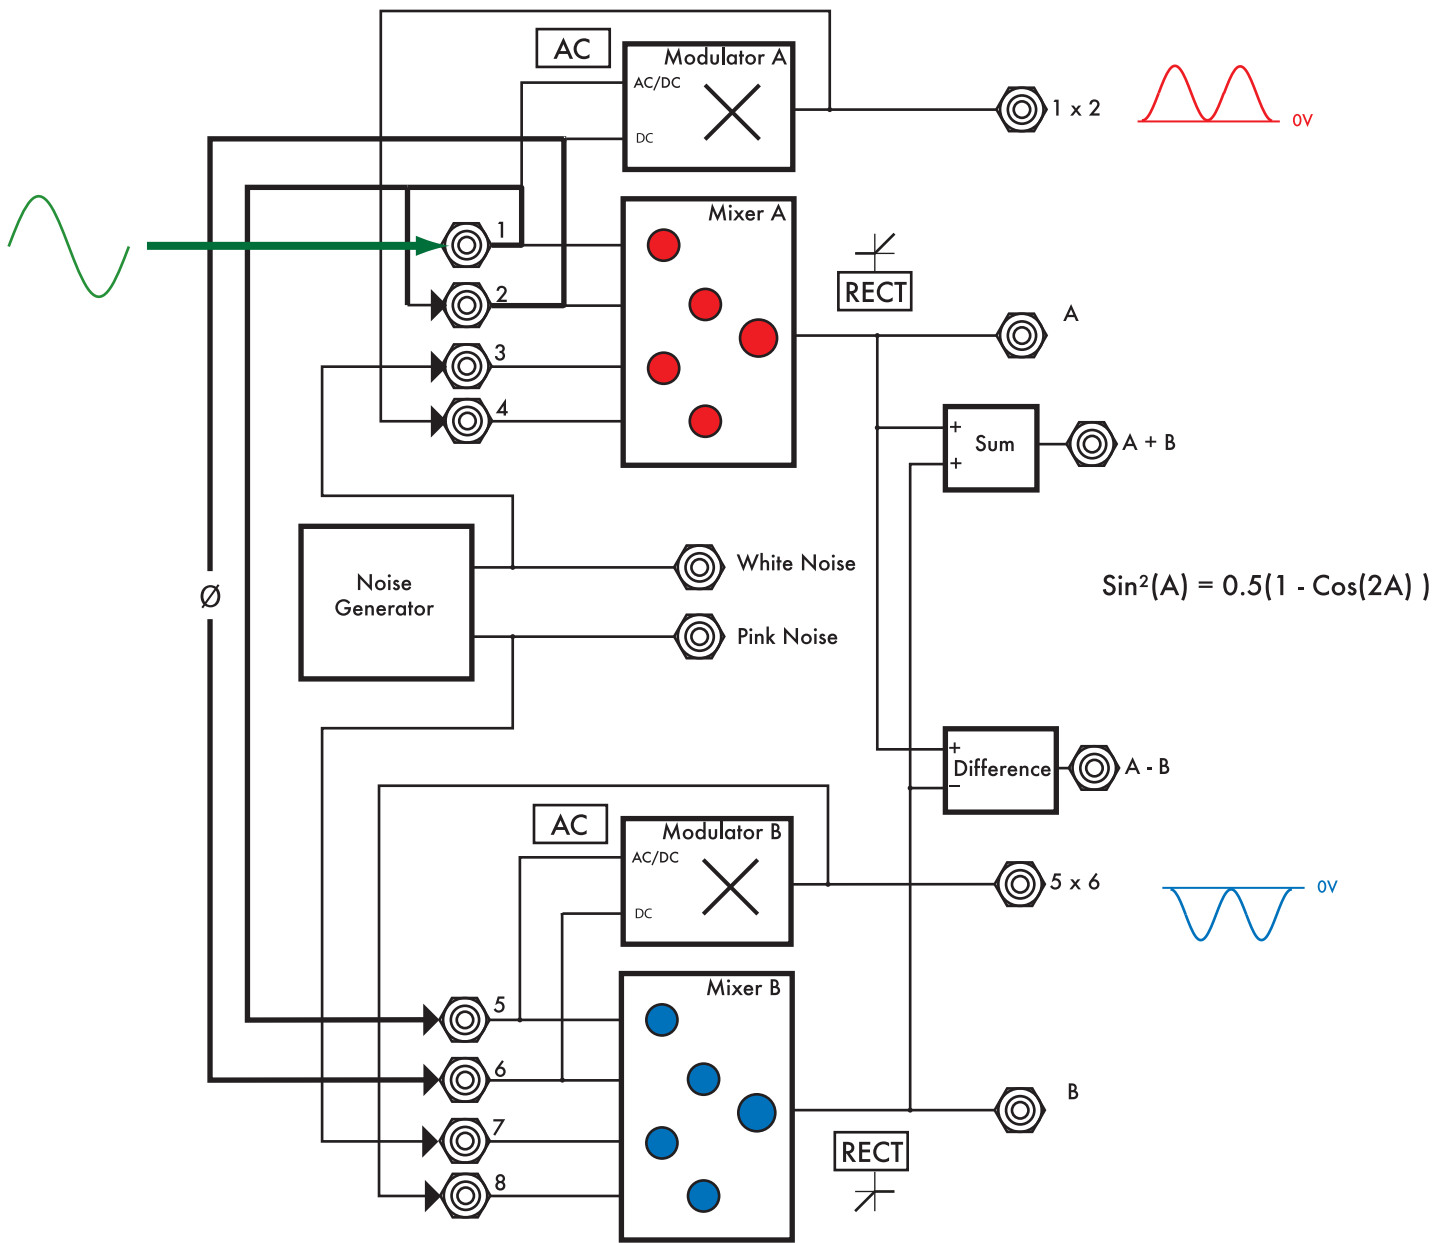 AC
Modulator A
AC/DC
DC
1 x 2
0V
Mixer A
1
2
3
4
RECT
A
+
+
Sum
A + B
Noise
Generator
White Noise
Pink Noise
Ø
Sin²(A) = 0.5(1 - Cos(2A) )
+
Difference
−
A - B
AC
Modulator B
AC/DC
DC
5 x 6
0V
Mixer B
5
6
7
8
B
RECT